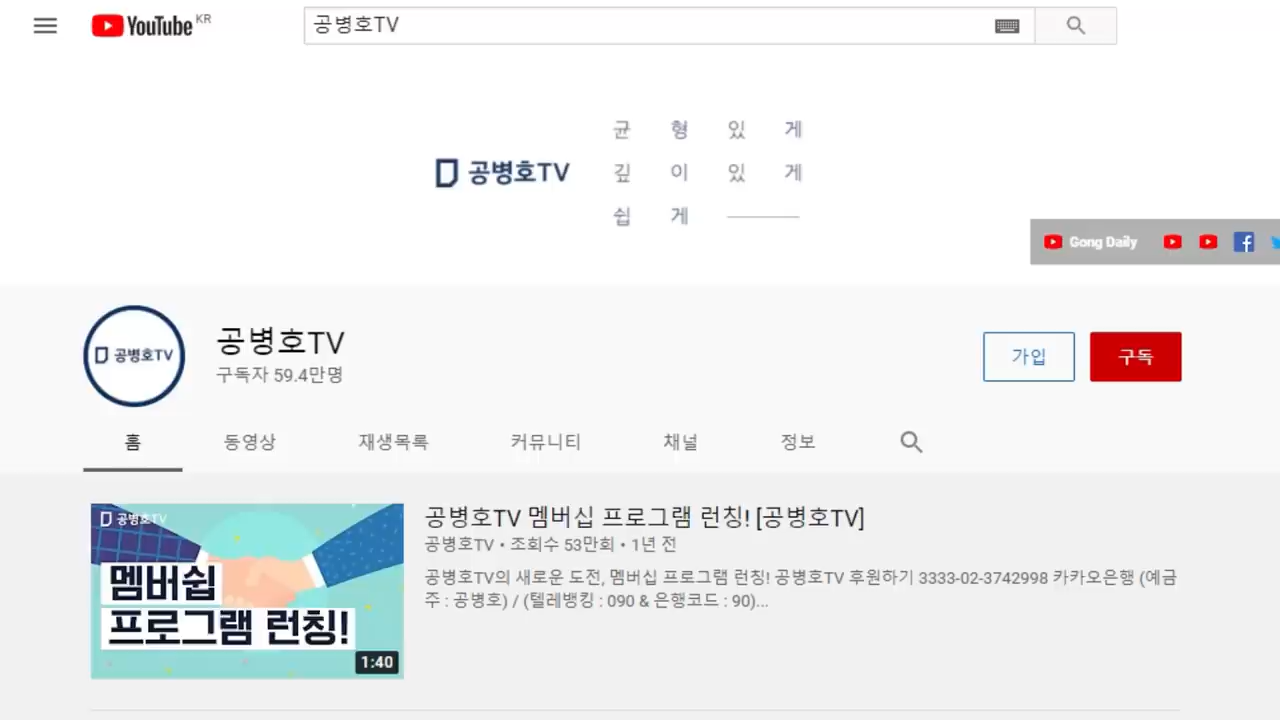 YouTube KR
공병호TV
균 형 있 게
공병호TV
깊 이 있 게
쉽 게
Gong Daily
공병호TV
공병호TV
구독자 59.4만명
가입
구독
홈 동영상 재생목록 커뮤니티 채널 정보
공병호TV
멤버쉽
프로그램 런칭!
1:40
공병호TV 멤버십 프로그램 런칭! [공병호TV]
공병호TV • 조회수 53만회 • 1년 전
공병호TV의 새로운 도전, 멤버십 프로그램 런칭! 공병호TV 후원하기 3333-02-3742998 카카오은행 (예금
주 : 공병호) / (텔레뱅킹 : 090 & 은행코드 : 90)...